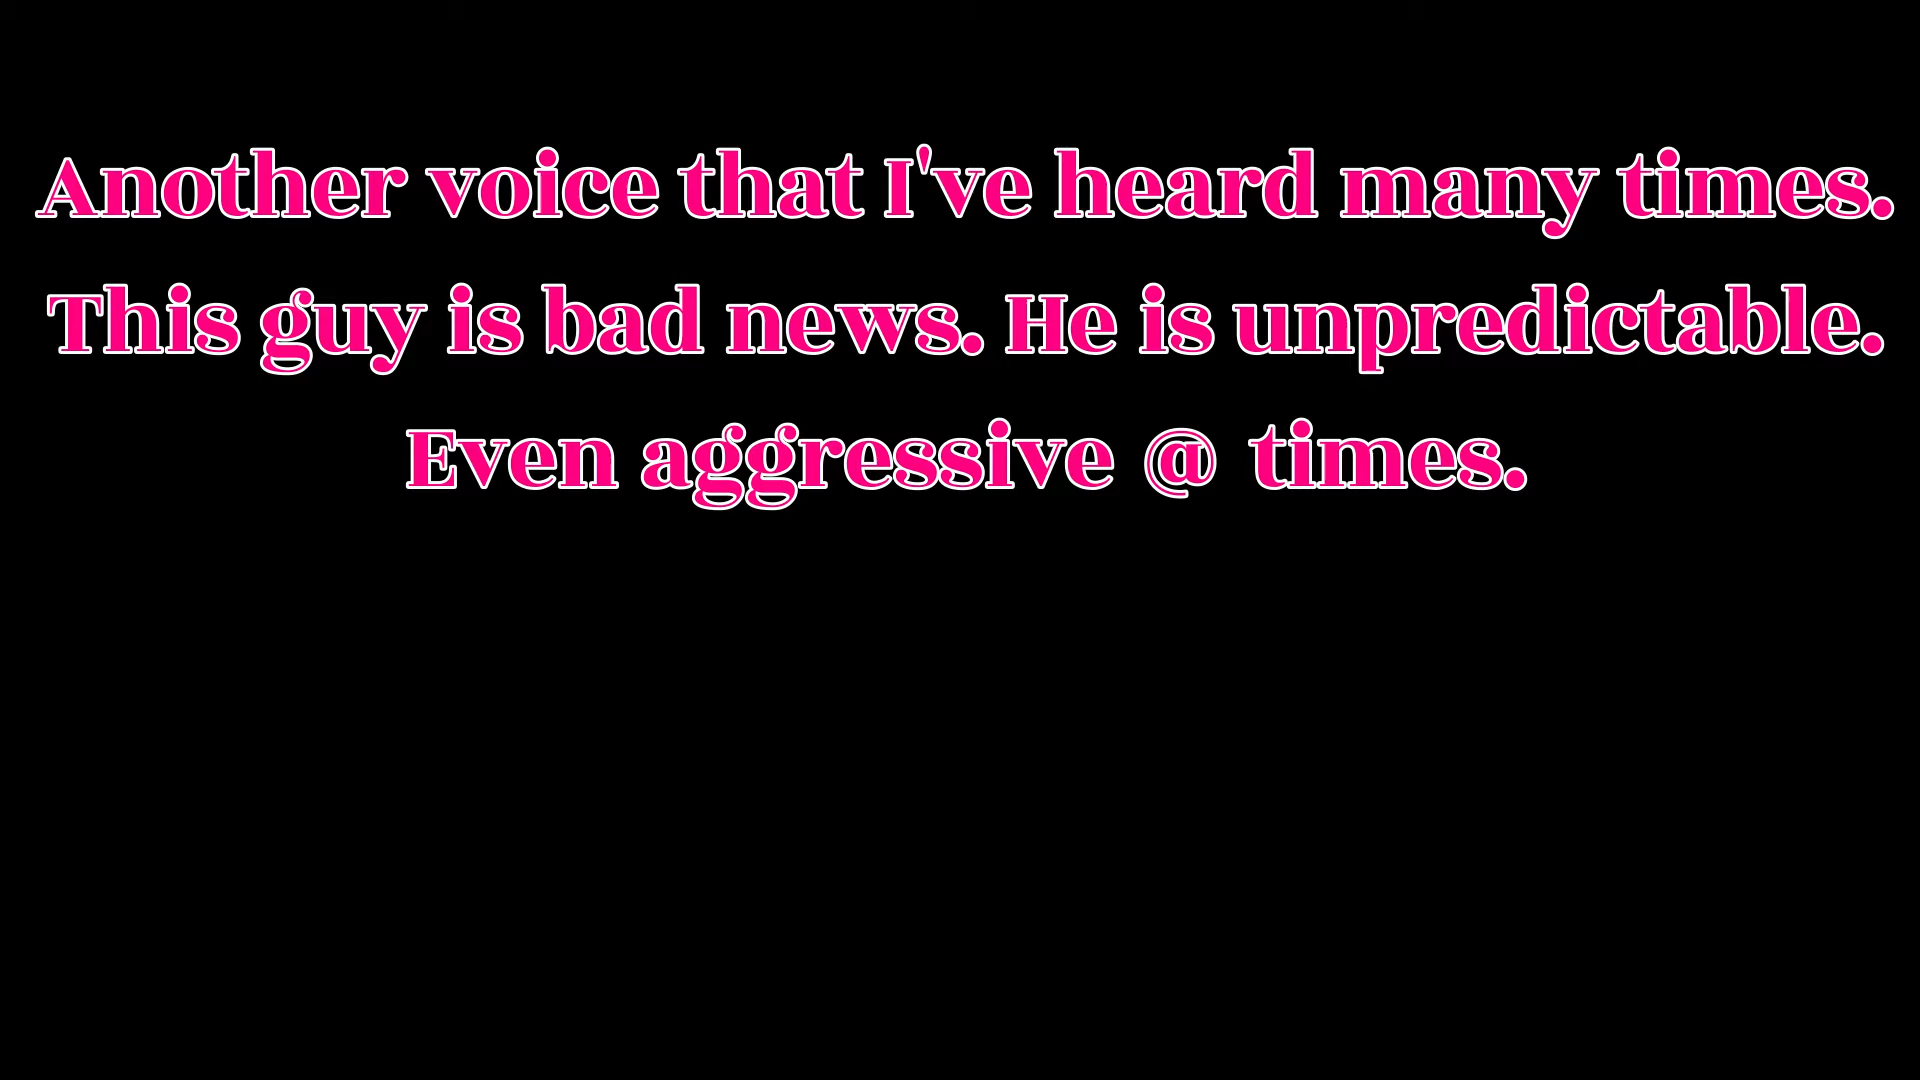 Another voice that I've heard many times.
This guy is bad news. He is unpredictable.
Even aggressive @ times.